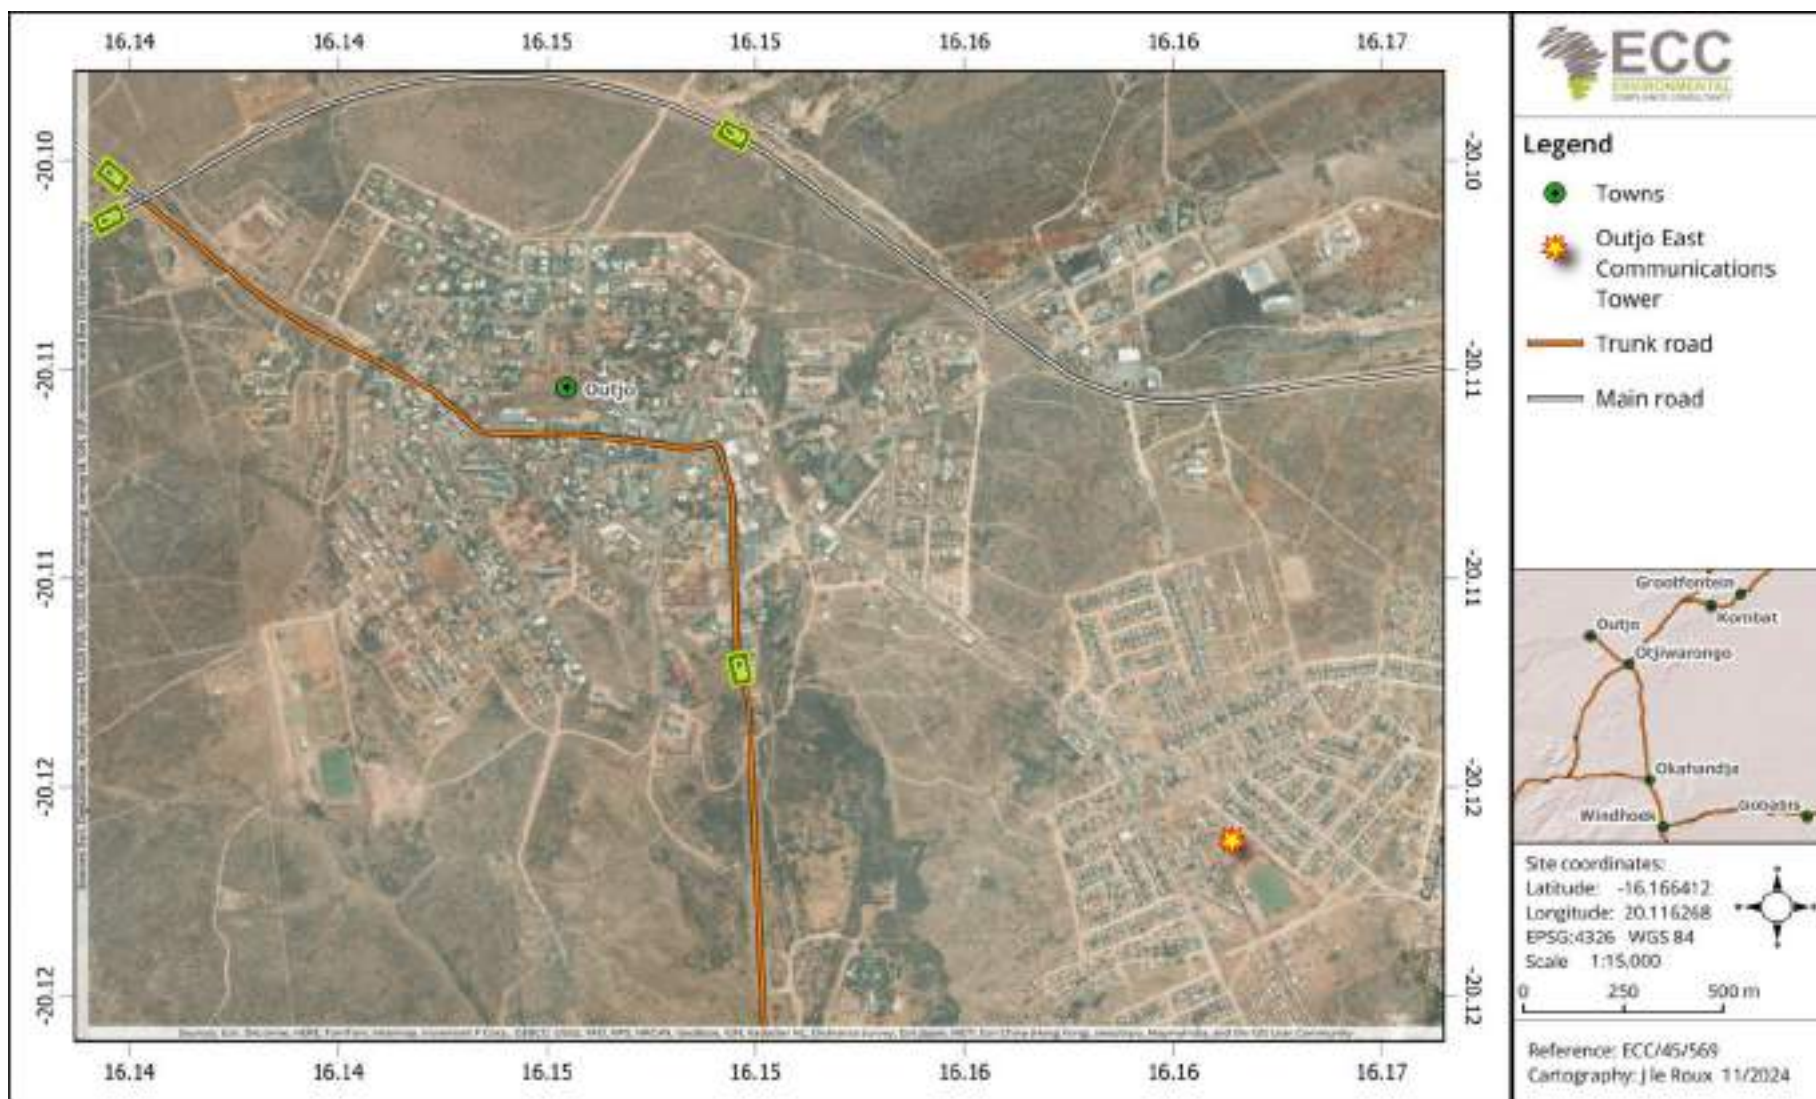 16.14 16.14 16.15 16.15 16.16 16.16 16.17
-20.10 -20.10
-20.11 -20.11
-20.11 -20.11
-20.12 -20.12
-20.12 -20.12
Outjo
16.14 16.14 16.15 16.15 16.16 16.16 16.17
ECC
ENVIRONMENTAL
COMPLIANCE CONSULTANCY
Legend
Towns
Outjo East
Communications
Tower
Trunk road
Main road
Grootfontein
Kombat
Outjo
Otjiwarongo
Okahandja
Gobabis
Windhoek
Site coordinates:
Latitude: -16.166412
Longitude: 20.116268
EPSG:4326 WGS 84
Scale 1:15,000
0 250 500 m
Reference: ECC/45/569
Cartography: J le Roux 11/2024